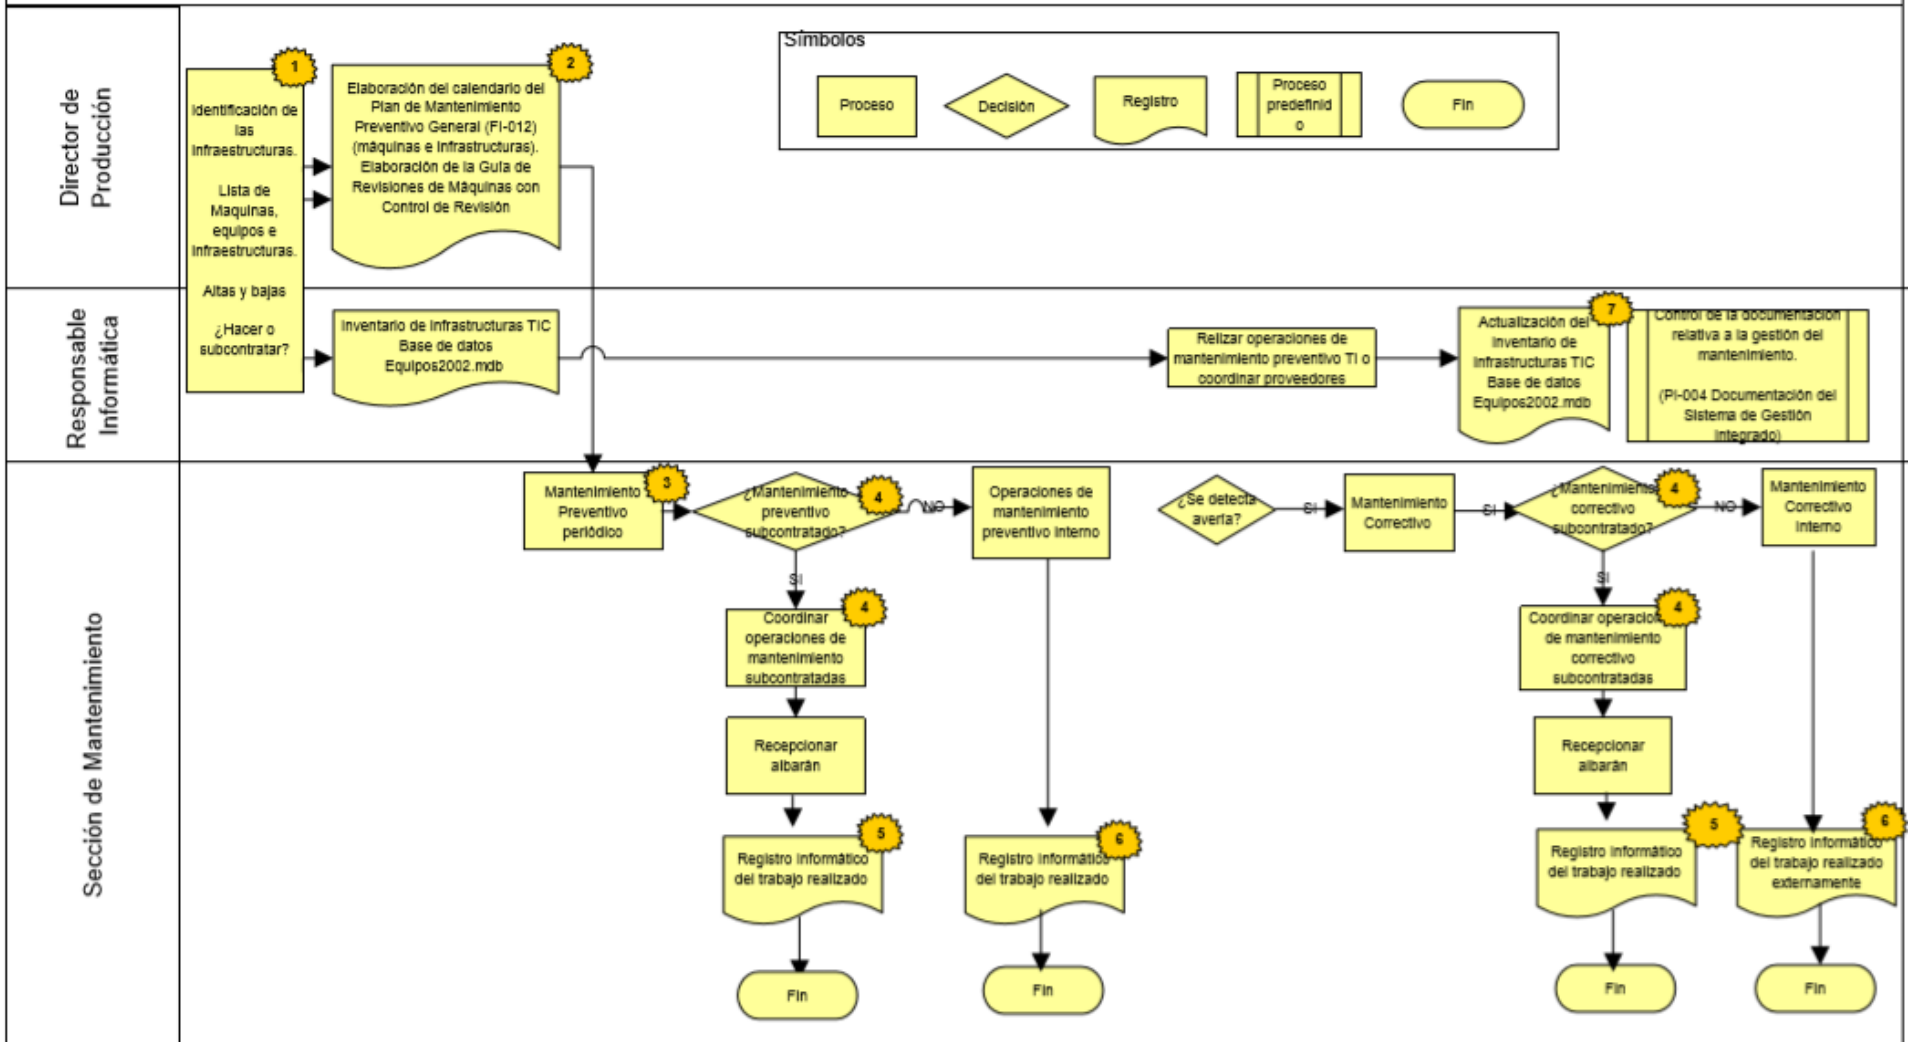 Director de
Producción
1
Identificación de
las
infraestructuras.
Lista de
Maquinas,
equipos e
infraestructuras.
Altas y bajas
¿Hacer o
subcontratar?
2
Elaboración del calendario del
Plan de Mantenimiento
Preventivo General (FI-012)
(máquinas e infrastructuras).
Elaboración de la Guía de
Revisiones de Máquinas con
Control de Revisión
Símbolos
Proceso
Decisión
Registro
Proceso
predefinid
o
Fin
Responsable
Informática
Inventario de infrastructuras TIC
Base de datos
Equipos2002.mdb
Relizar operaciones de
mantenimiento preventivo TI o
coordinar proveedores
7
Actualización del
inventario de
infrastructuras TIC
Base de datos
Equipos2002.mdb
Control de la documentación
relativa a la gestión del
mantenimiento.
(PI-004 Documentación del
Sistema de Gestión
Integrado)
Sección de Mantenimiento
3
Mantenimiento
Preventivo
periódico
4
¿Mantenimiento
preventivo
subcontratado?
NO
Operaciones de
mantenimiento
preventivo interno
SI
4
Coordinar
operaciones de
mantenimiento
subcontratadas
Recepcionar
albarán
5
Registro informático
del trabajo realizado
Fin
6
Registro informático
del trabajo realizado
Fin
¿Se detecta
avería?
SI
Mantenimiento
Correctivo
SI
4
¿Mantenimiento
correctivo
subcontratado?
NO
Mantenimiento
Correctivo
Interno
SI
4
Coordinar operacio
de mantenimiento
correctivo
subcontratadas
Recepcionar
albarán
5
Registro informático
del trabajo realizado
Fin
6
Registro informático
del trabajo realizado
externamente
Fin